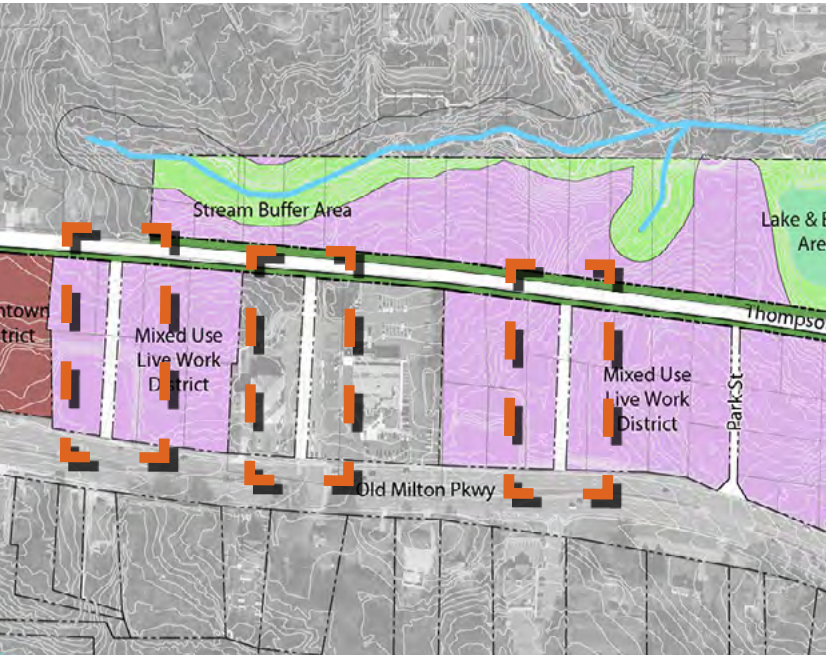 Stream Buffer Area
Lake & B
Are
ntown
trict
Mixed Use
Live Work
District
Thompso
Mixed Use
Live Work
District
Park St
Old Milton Pkwy